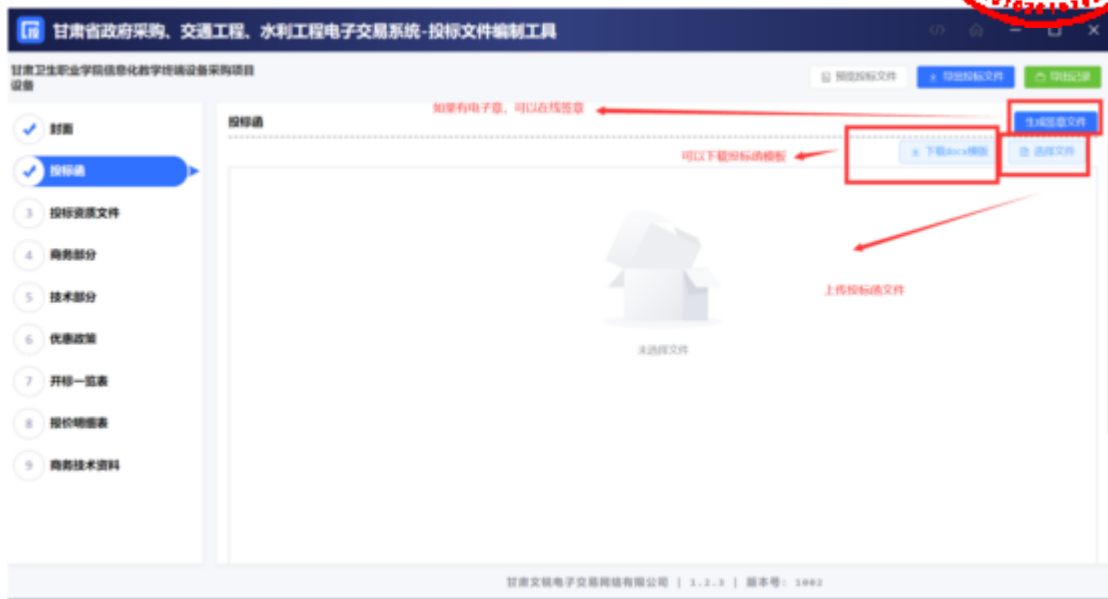 甘肃省政府采购、交通工程、水利工程电子交易系统-投标文件编制工具
甘肃卫生职业学院信息化教学终端设备采购项目
设备
预览投标文件
导出投标文件
导出记录
如果有电子章，可以在线签章
封面
投标函
生成签章文件
可以下载投标函模板
下载docx模版
选择文件
投标函
3 投标资质文件
4 商务部分
5 技术部分
上传投标函文件
6 优惠政策
未选择文件
7 开标一览表
8 报价明细表
9 商务技术资料
甘肃文锐电子交易网络有限公司 | 1.2.3 | 版本号: 1002